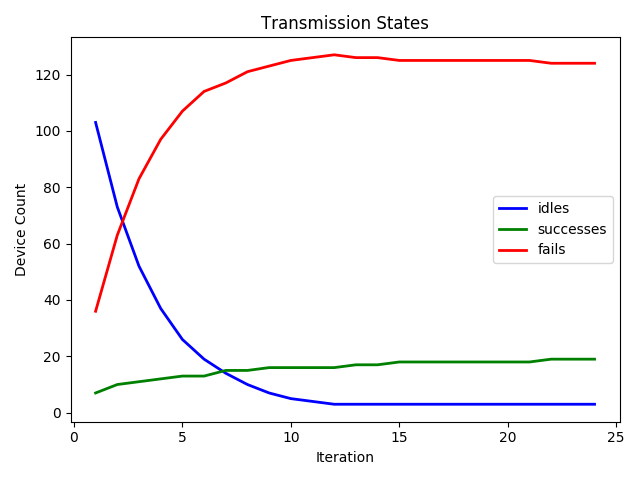 Transmission States
Device Count
120
100
80
60
40
20
0
idles
successes
fails
0 5 10 15 20 25
Iteration